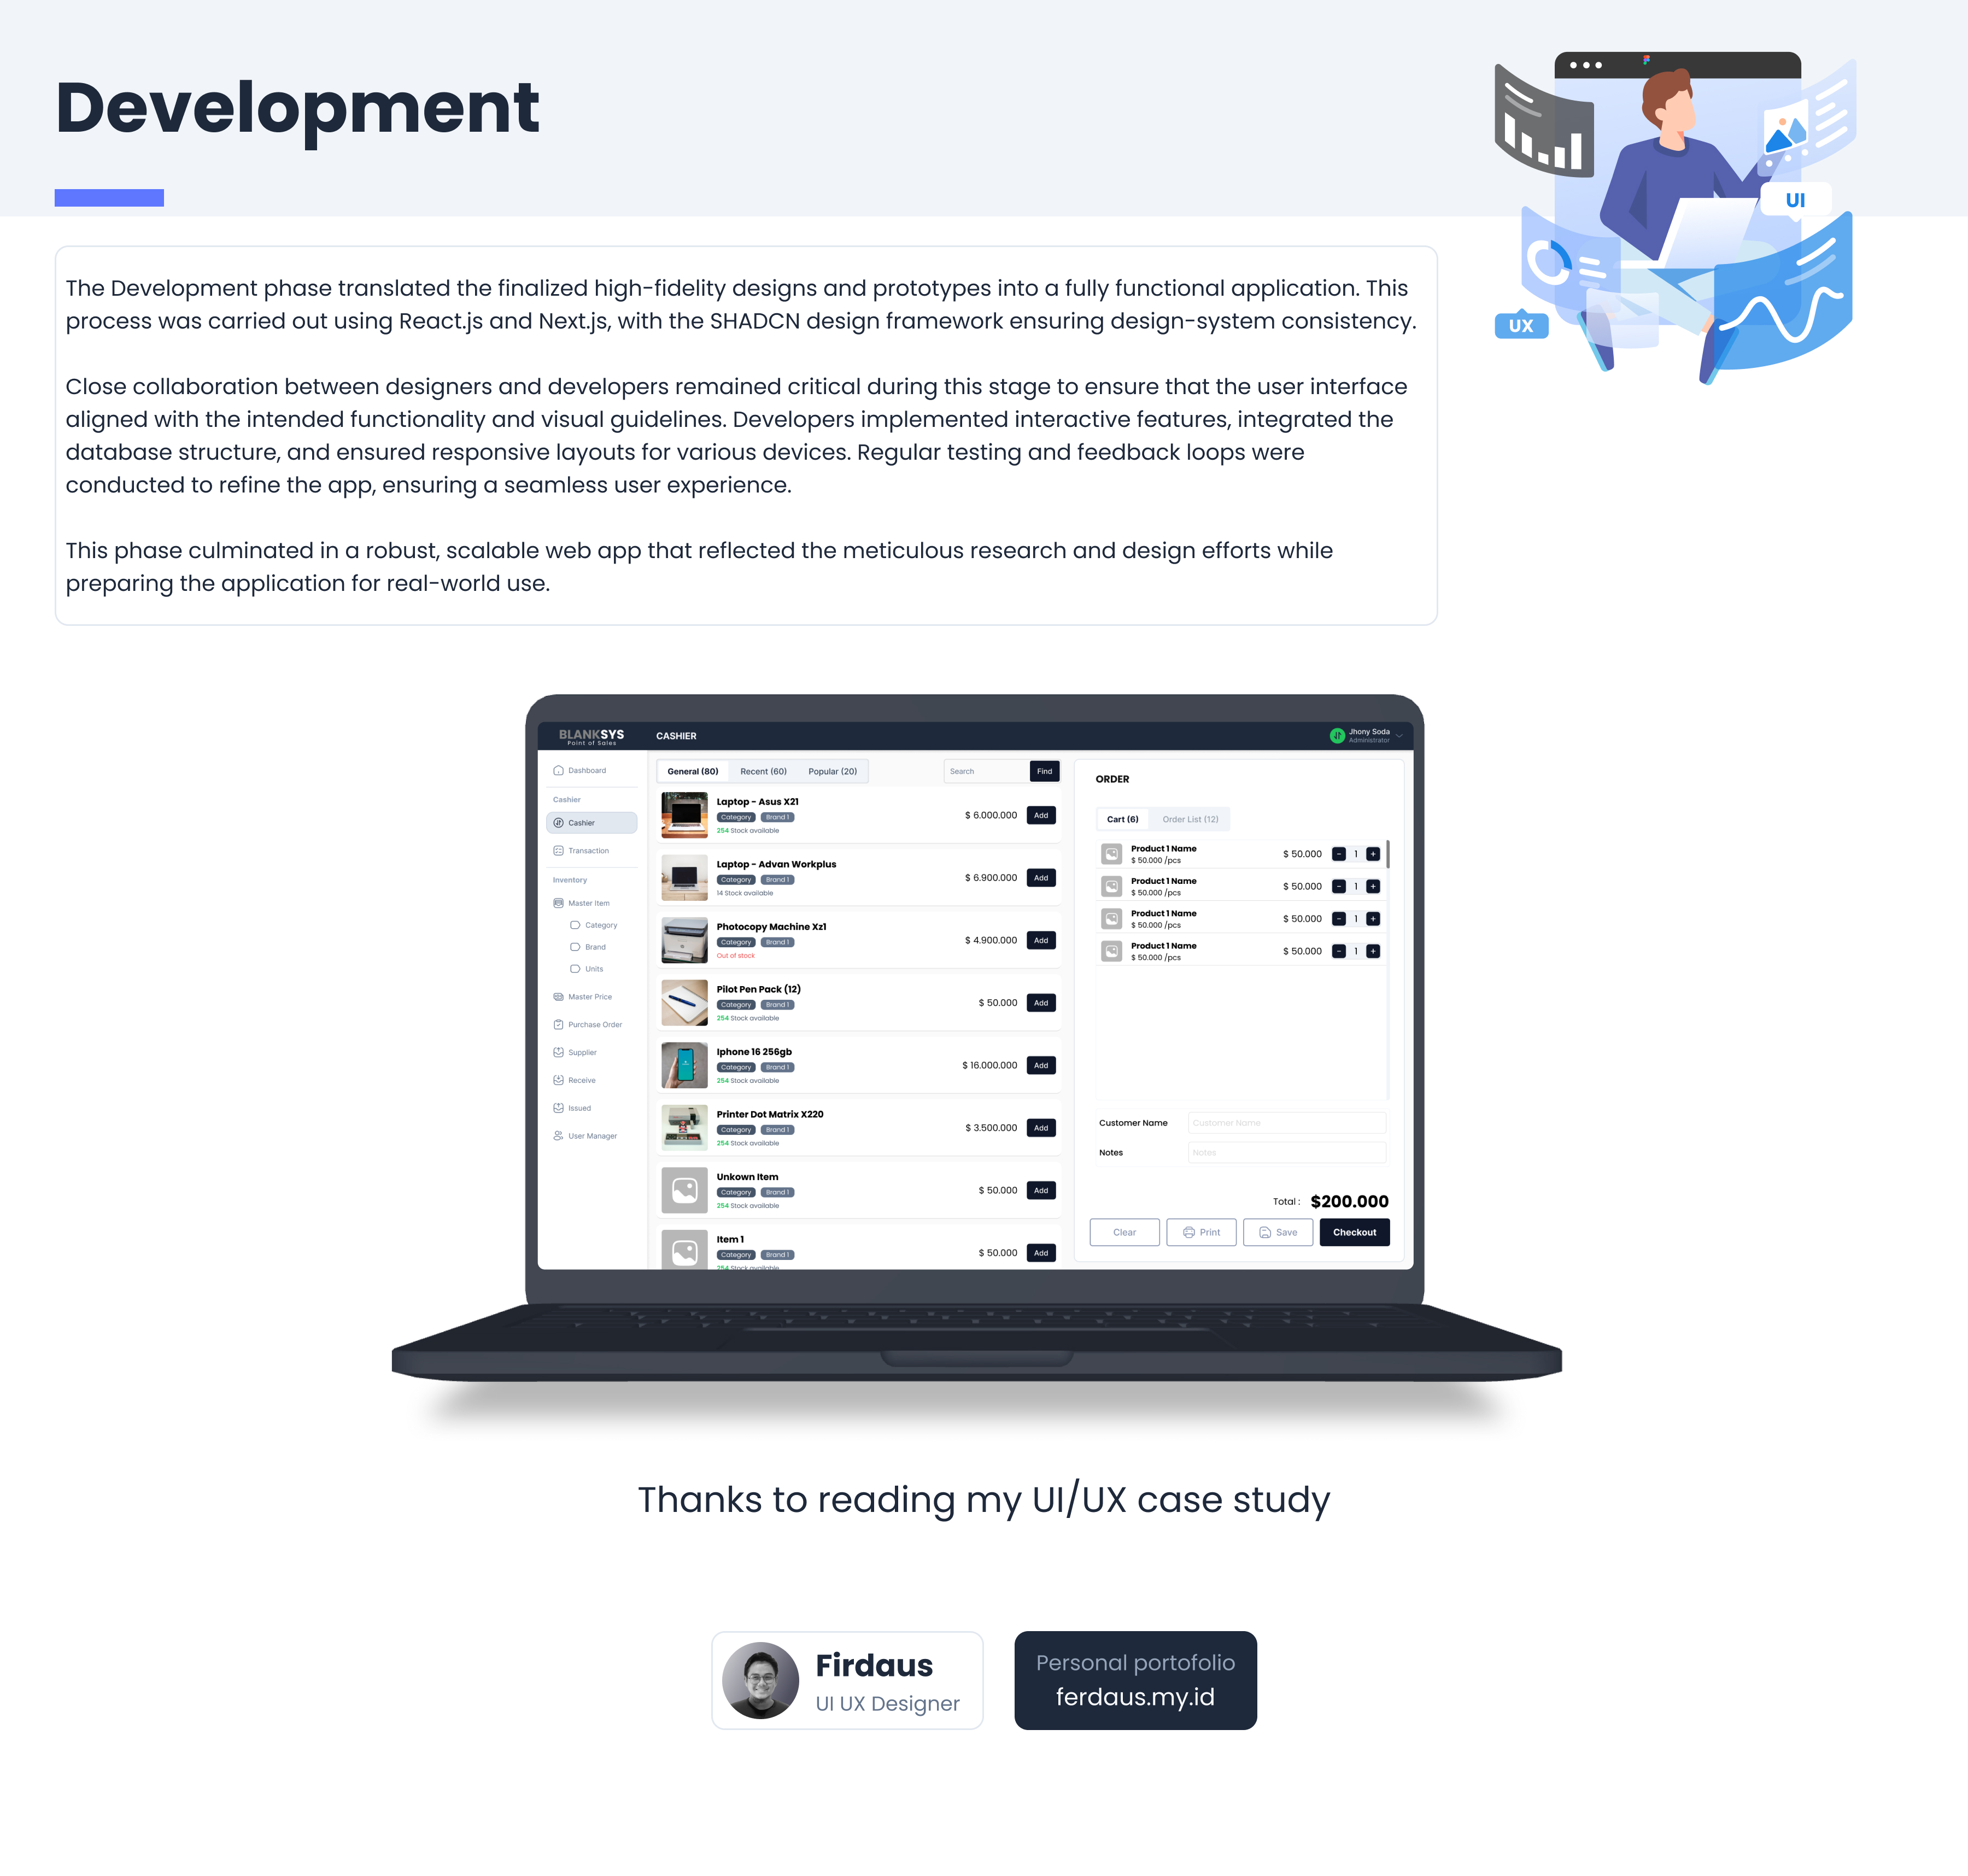 Development
UI
UX
The Development phase translated the finalized high-fidelity designs and prototypes into a fully functional application. This
process was carried out using React.js and Next.js, with the SHADCN design framework ensuring design-system consistency.
Close collaboration between designers and developers remained critical during this stage to ensure that the user interface
aligned with the intended functionality and visual guidelines. Developers implemented interactive features, integrated the
database structure, and ensured responsive layouts for various devices. Regular testing and feedback loops were
conducted to refine the app, ensuring a seamless user experience.
This phase culminated in a robust, scalable web app that reflected the meticulous research and design efforts while
preparing the application for real-world use.
BLANKSYS
Point of Sales
CASHIER
Jhony Soda
Administrator
Dashboard
Cashier
Cashier
Transaction
Inventory
Master Item
Category
Brand
Units
Master Price
Purchase Order
Supplier
Receive
Issued
User Manager
General (80) Recent (60) Popular (20)
Search Find
Laptop - Asus X21
Category Brand 1
254 Stock available
$ 6.000.000 Add
Laptop - Advan Workplus
Category Brand 1
14 Stock available
$ 6.900.000 Add
Photocopy Machine Xz1
Category Brand 1
Out of stock
$ 4.900.000 Add
Pilot Pen Pack (12)
Category Brand 1
254 Stock available
$ 50.000 Add
Iphone 16 256gb
Category Brand 1
254 Stock available
$ 16.000.000 Add
Printer Dot Matrix X220
Category Brand 1
254 Stock available
$ 3.500.000 Add
Unkown Item
Category Brand 1
254 Stock available
$ 50.000 Add
Item 1
Category Brand 1
254 Stock available
$ 50.000 Add
ORDER
Cart (6) Order List (12)
Product 1 Name
$ 50.000 /pcs
$ 50.000 - 1 +
Product 1 Name
$ 50.000 /pcs
$ 50.000 - 1 +
Product 1 Name
$ 50.000 /pcs
$ 50.000 - 1 +
Product 1 Name
$ 50.000 /pcs
$ 50.000 - 1 +
Customer Name Customer Name
Notes Notes
Total : $200.000
Clear Print Save Checkout
Thanks to reading my UI/UX case study
Firdaus
UI UX Designer
Personal portofolio
ferdaus.my.id